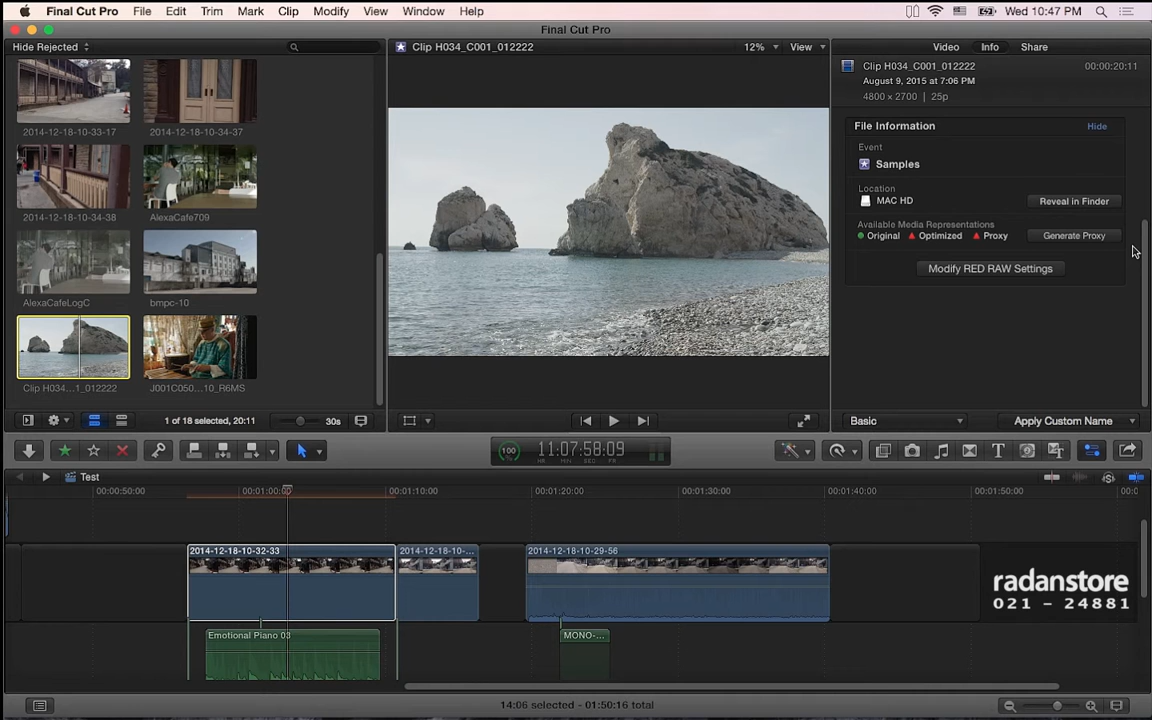 Final Cut Pro File Edit Trim Mark Clip Modify View Window Help Wed 10:47 PM
Final Cut Pro
Hide Rejected
Clip H034_C001_012222 12% View
Video Info Share
Clip H034_C001_012222 00:00:20:11
August 9, 2015 at 7:06 PM
4800 × 2700 | 25p
2014-12-18-10-33-17 2014-12-18-10-34-37
2014-12-18-10-34-38 AlexaCafe709
AlexaCafeLogC bmpc-10
Clip H034...1_012222 J001C050...10_R6MS
File Information Hide
Event
Samples
Location
MAC HD Reveal in Finder
Available Media Representations
Original Optimized Proxy Generate Proxy
Modify RED RAW Settings
1 of 18 selected, 20:11 30s
Basic Apply Custom Name
100 11:07:58:09
HR MIN SEC FR
Test
00:00:50:00 00:01:00:00 00:01:10:00 00:01:20:00 00:01:30:00 00:01:40:00 00:01:50:00
2014-12-18-10-32-33 2014-12-18-10-... 2014-12-18-10-29-56
radanstore
021 - 24881
Emotional Piano 03 MONO-...
14:06 selected - 01:50:16 total